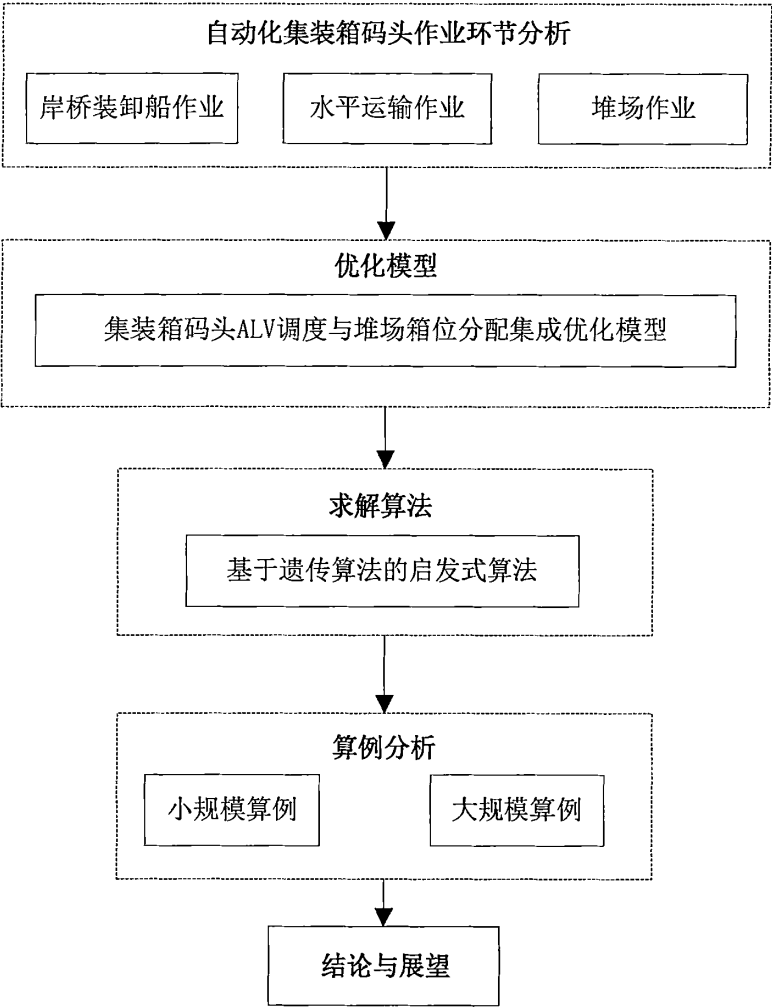 自动化集装箱码头作业环节分析
岸桥装卸船作业
水平运输作业
堆场作业
优化模型
集装箱码头ALV调度与堆场箱位分配集成优化模型
求解算法
基于遗传算法的启发式算法
算例分析
小规模算例
大规模算例
结论与展望